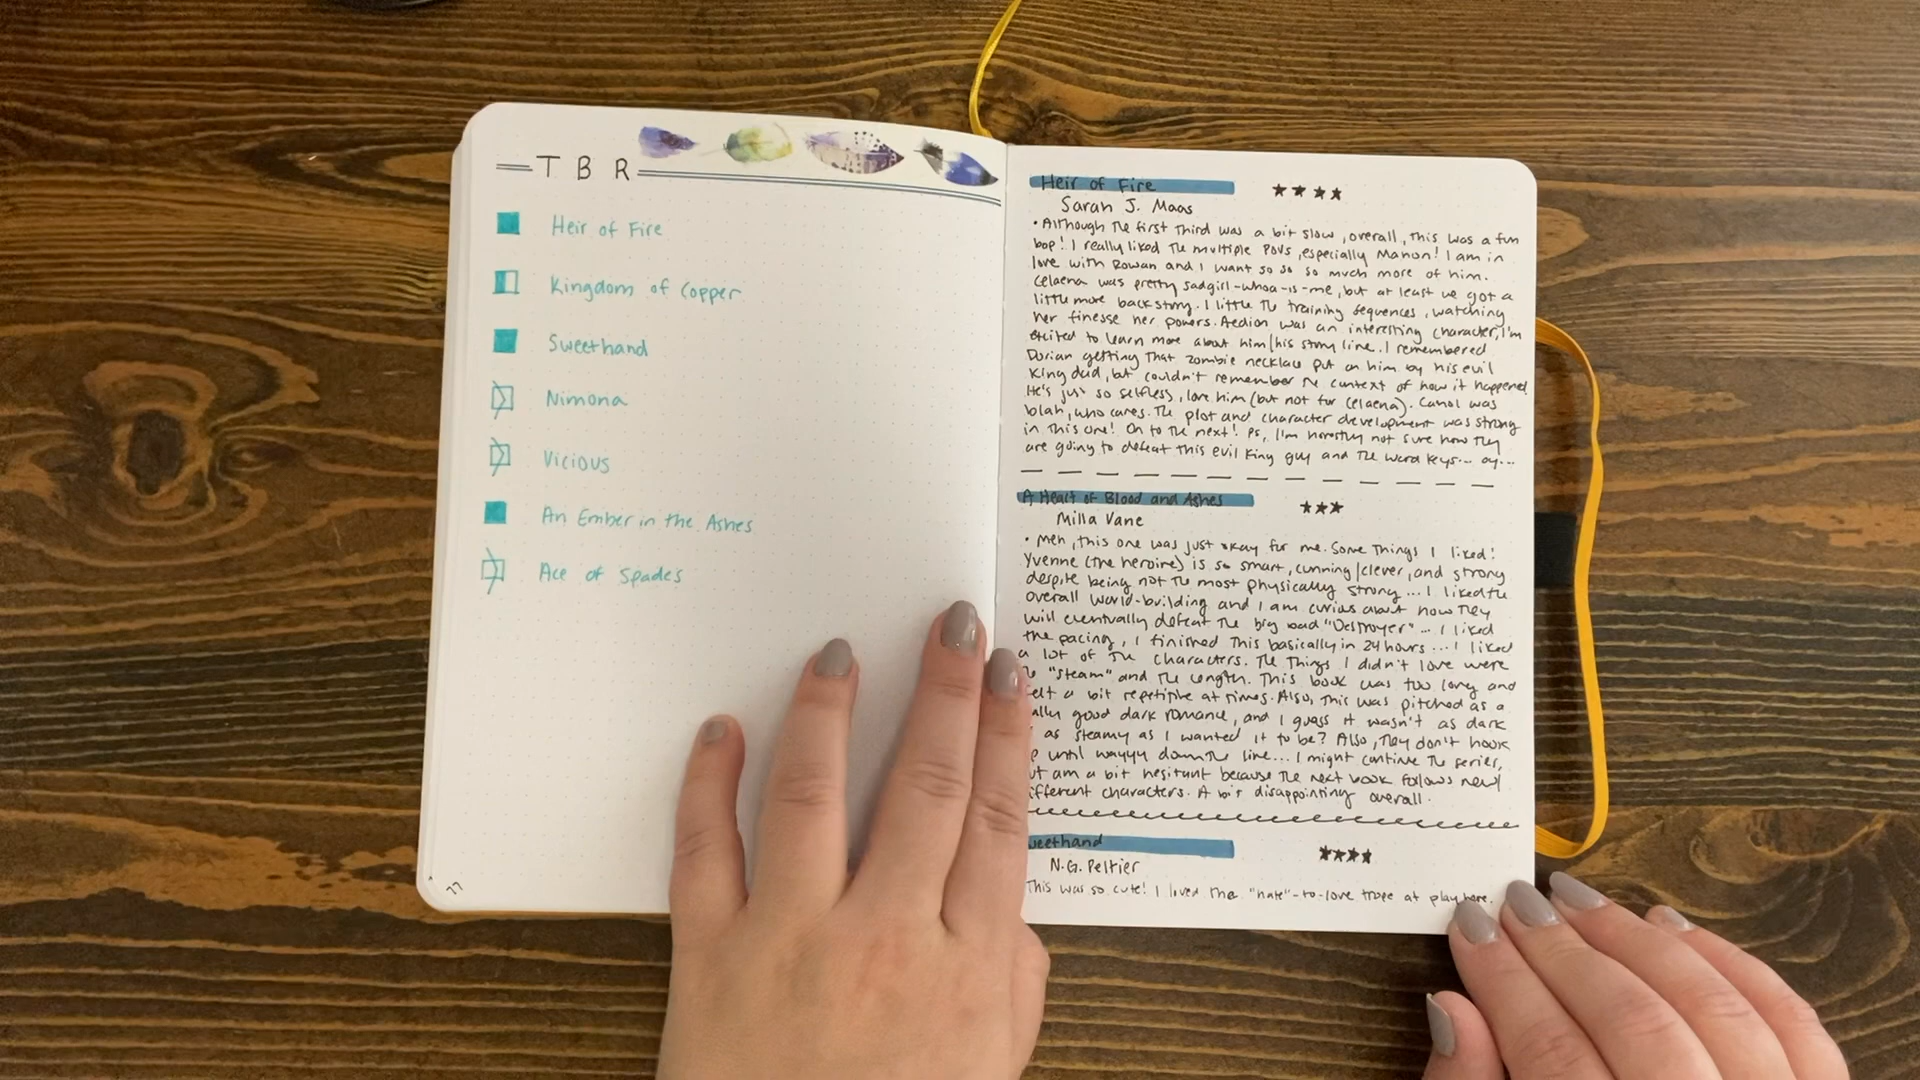 T B R
Heir of Fire
Kingdom of Copper
Sweethand
Nimona
Vicious
An Ember in the Ashes
Ace of Spades
77
Heir of Fire
Sarah J. Maas
• Although the first third was a bit slow, overall, this was a fun
bop! I really liked the multiple POVs, especially Manon! I am in
love with Rowan and I want so so so much more of him.
Celaena was pretty sadgirl-whoa-is-me, but at least we got a
little more backstory. I little the training sequences, watching
her finesse her powers. Aedion was an interesting character, I'm
excited to learn more about him/his story line. I remembered
Dorian getting that zombie necklace put on him by his evil
King dad, but couldn't remember the context of how it happened
He's just so selfless, love him (but not for Celaena). Canol was
blah, who cares. The plot and character development was strong
in this one! On to the next! Ps, I'm honestly not sure how they
are going to defeat this evil king guy and the word keys... oy...
A Heart of Blood and Ashes
Milla Vane
• Meh, this one was just okay for me. Some things I liked!
Yvenne (the heroine) is so smart, cunning/clever, and strong
despite being not the most physically strong... I liked the
overall world-building and I am curious about how they
will eventually defeat the big bad "Destroyer"... I liked
the pacing, I finished this basically in 24 hours... I liked
a lot of the characters. The things I didn't love were
"steam" and the length. This book was too long and
elt a bit repetitive at times. Also, this was pitched as a
ally good dark romance, and I guess it wasn't as dark
as steamy as I wanted it to be? Also, they don't hook
p until wayyy down the line... I might continue the series,
ut am a bit hesitant because the next book follows new/
ifferent characters. A bit disappointing overall.
weethand
N.G. Peltier
This was so cute! I loved the "hate"-to-love trope at play here.